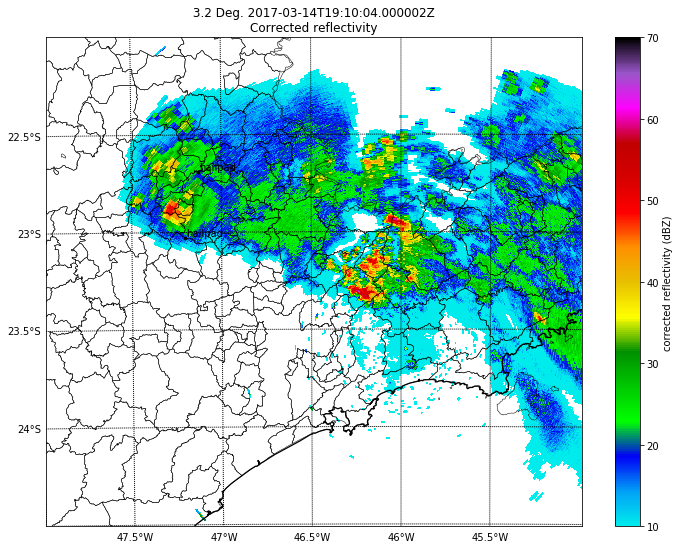 3.2 Deg. 2017-03-14T19:10:04.000002Z
Corrected reflectivity
22.5°S
23°S
23.5°S
24°S
47.5°W
47°W
46.5°W
46°W
45.5°W
70
60
50
40
30
20
10
corrected reflectivity (dBZ)